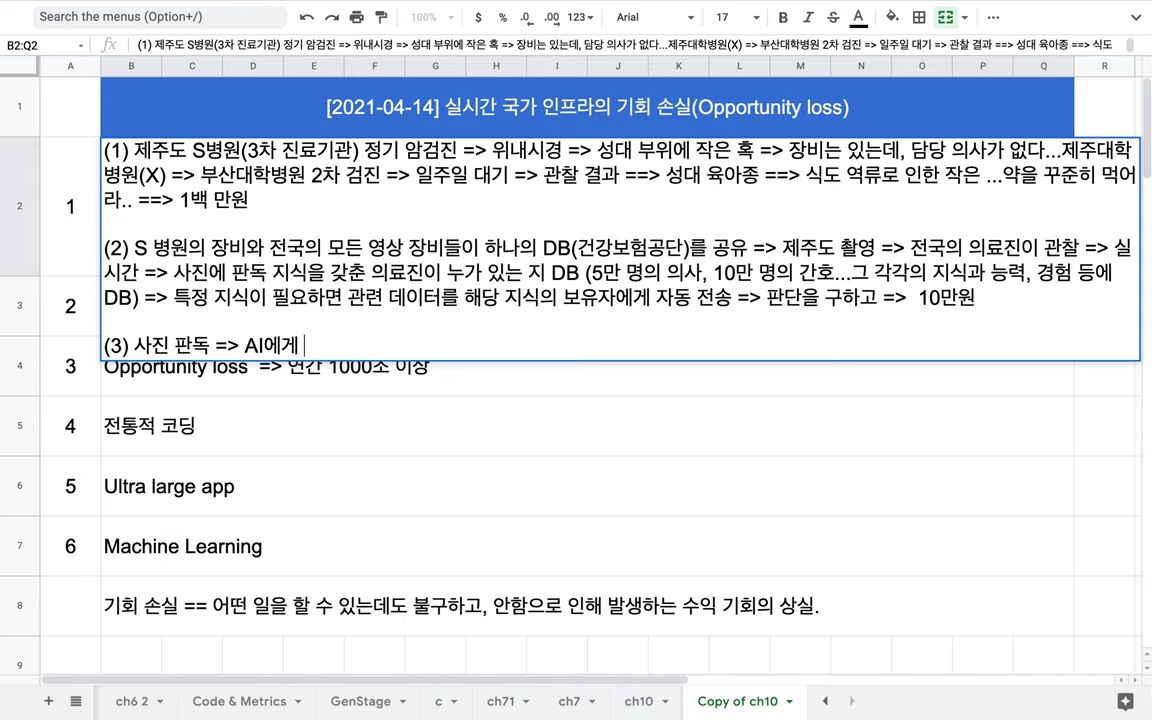 Search the menus (Option+/)
100%
$ % .0 .00 123
Arial
17
B I S A
B2:Q2
fx
(1) 제주도 S병원(3차 진료기관) 정기 암검진 => 위내시경 => 성대 부위에 작은 혹 => 장비는 있는데, 담당 의사가 없다...제주대학병원(X) => 부산대학병원 2차 검진 => 일주일 대기 => 관찰 결과 ==> 성대 육아종 ==> 식도
A B C D E F G H I J K L M N O P Q R
1
[2021-04-14] 실시간 국가 인프라의 기회 손실(Opportunity loss)
2
1
(1) 제주도 S병원(3차 진료기관) 정기 암검진 => 위내시경 => 성대 부위에 작은 혹 => 장비는 있는데, 담당 의사가 없다...제주대학
병원(X) => 부산대학병원 2차 검진 => 일주일 대기 => 관찰 결과 ==> 성대 육아종 ==> 식도 역류로 인한 작은 ...약을 꾸준히 먹어
라.. ==> 1백 만원
(2) S 병원의 장비와 전국의 모든 영상 장비들이 하나의 DB(건강보험공단)를 공유 => 제주도 촬영 => 전국의 의료진이 관찰 => 실
시간 => 사진에 판독 지식을 갖춘 의료진이 누가 있는 지 DB (5만 명의 의사, 10만 명의 간호...그 각각의 지식과 능력, 경험 등에
DB) => 특정 지식이 필요하면 관련 데이터를 해당 지식의 보유자에게 자동 전송 => 판단을 구하고 => 10만원
(3) 사진 판독 => AI에게
3
2
4
3
Opportunity loss => 연간 1000조 이상
5
4
전통적 코딩
6
5
Ultra large app
7
6
Machine Learning
8
기회 손실 == 어떤 일을 할 수 있는데도 불구하고, 안함으로 인해 발생하는 수익 기회의 상실.
9
ch6 2
Code & Metrics
GenStage
c
ch71
ch7
ch10
Copy of ch10